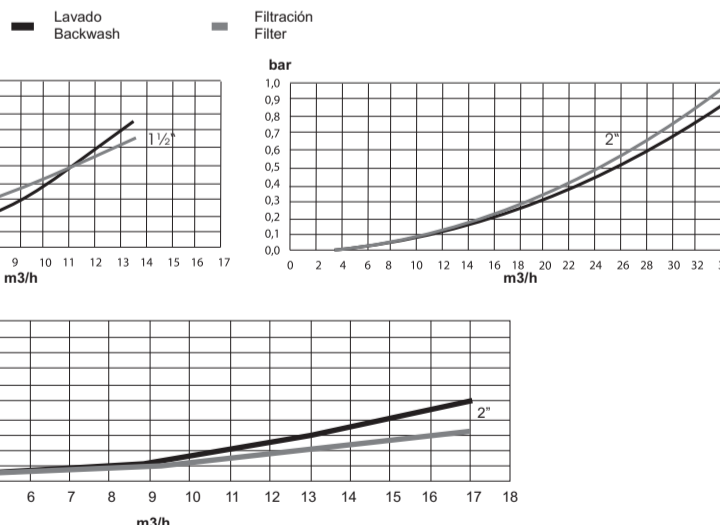 Lavado
Backwash
Filtración
Filter
1½"
9 10 11 12 13 14 15 16 17
m3/h
bar
1,0
0,9
0,8
0,7
0,6
0,5
0,4
0,3
0,2
0,1
0,0
2"
0 2 4 6 8 10 12 14 16 18 20 22 24 26 28 30 32
m3/h
2"
6 7 8 9 10 11 12 13 14 15 16 17 18
m3/h